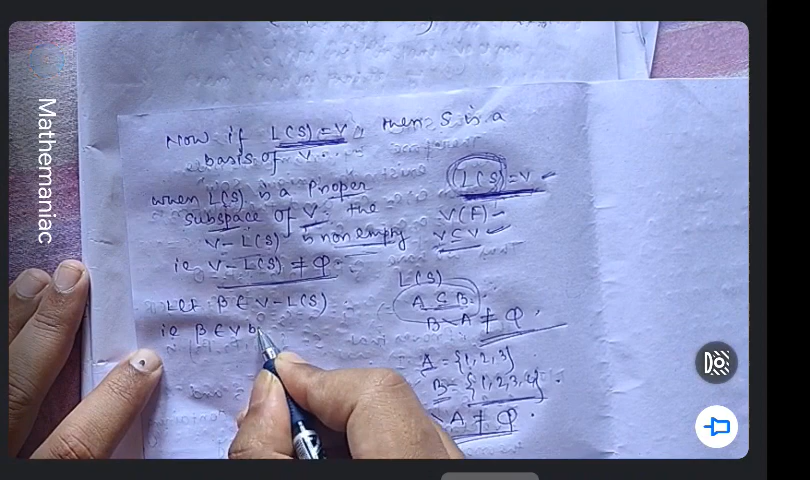 Mathemaniac
Now if L(S) = V, then S is a
basis of V.
when L(S) is a Proper
subspace of V, the
V - L(S) is non empty
ie, V - L(S) ≠ φ.
Let β ∈ V - L(S)
ie β ∈ V b
L(S) = V
V(F)
V ⊆ V
L(S)
A ⊆ B.
B \ A ≠ φ.
A = {1, 2, 3}
B = {1, 2, 3, 4}.
\ A ≠ φ.